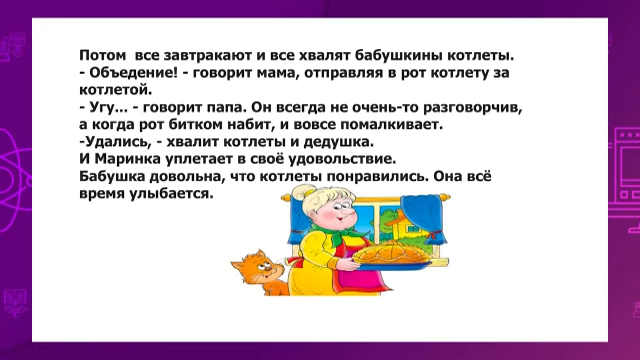 Потом  все завтракают и все хвалят бабушкины котлеты.
- Объедение! - говорит мама, отправляя в рот котлету за
котлетой.
- Угу... - говорит папа. Он всегда не очень-то разговорчив,
а когда рот битком набит, и вовсе помалкивает.
-Удались, - хвалит котлеты и дедушка.
И Маринка уплетает в своё удовольствие.
Бабушка довольна, что котлеты понравились. Она всё
время улыбается.